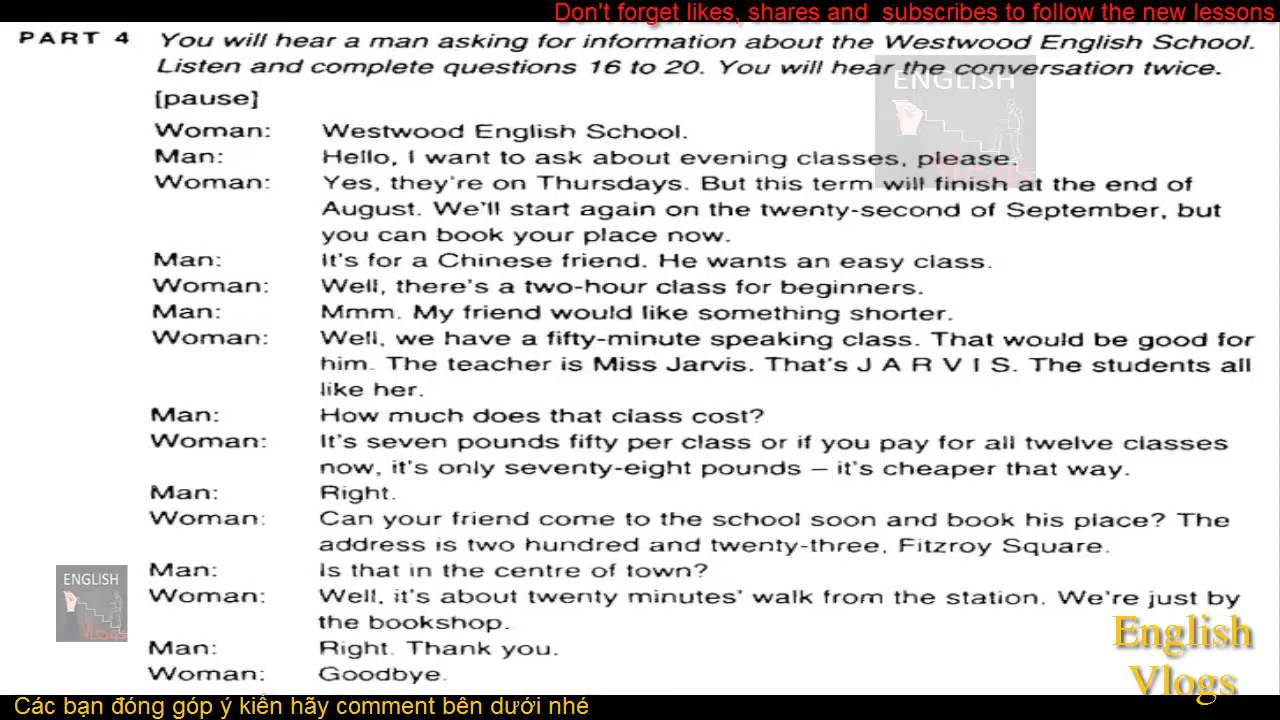 Don't forget likes, shares and subscribes to follow the new lessons
PART 4 You will hear a man asking for information about the Westwood English School.
Listen and complete questions 16 to 20. You will hear the conversation twice.
ENGLISH
[pause]
Woman: Westwood English School.
Man: Hello, I want to ask about evening classes, please.
Woman: Yes, they're on Thursdays. But this term will finish at the end of
August. We'll start again on the twenty-second of September, but
you can book your place now.
Man: It's for a Chinese friend. He wants an easy class.
Woman: Well, there's a two-hour class for beginners.
Man: Mmm. My friend would like something shorter.
Woman: Well, we have a fifty-minute speaking class. That would be good for
him. The teacher is Miss Jarvis. That's J A R V I S. The students all
like her.
Man: How much does that class cost?
Woman: It's seven pounds fifty per class or if you pay for all twelve classes
now, it's only seventy-eight pounds – it's cheaper that way.
Man: Right.
Woman: Can your friend come to the school soon and book his place? The
address is two hundred and twenty-three, Fitzroy Square.
Man: Is that in the centre of town?
Woman: Well, it's about twenty minutes' walk from the station. We're just by
the bookshop.
Man: Right. Thank you.
Woman: Goodbye.
ENGLISH
Vlogs
English
Vlogs
Các bạn đóng góp ý kiến hãy comment bên dưới nhé